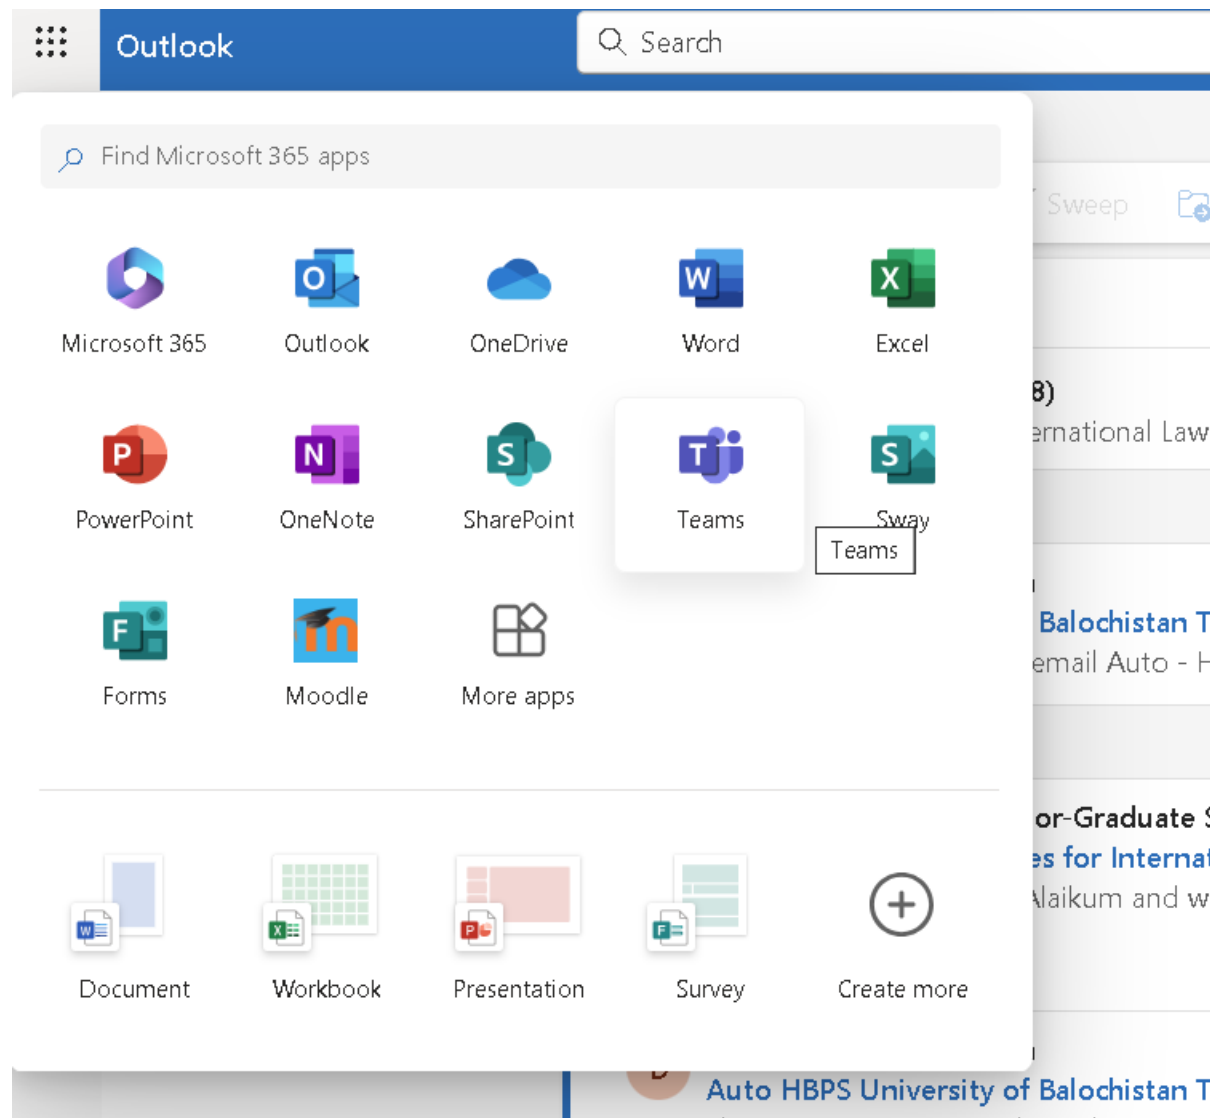 Outlook
Search
Find Microsoft 365 apps
Sweep
Microsoft 365
Outlook
OneDrive
Word
Excel
8)
ernational Law
PowerPoint
OneNote
SharePoint
Teams
Sway
Teams
Balochistan T
email Auto - H
Forms
Moodle
More apps
or-Graduate S
es for Internat
Alaikum and w
Document
Workbook
Presentation
Survey
Create more
Auto HBPS University of Balochistan T